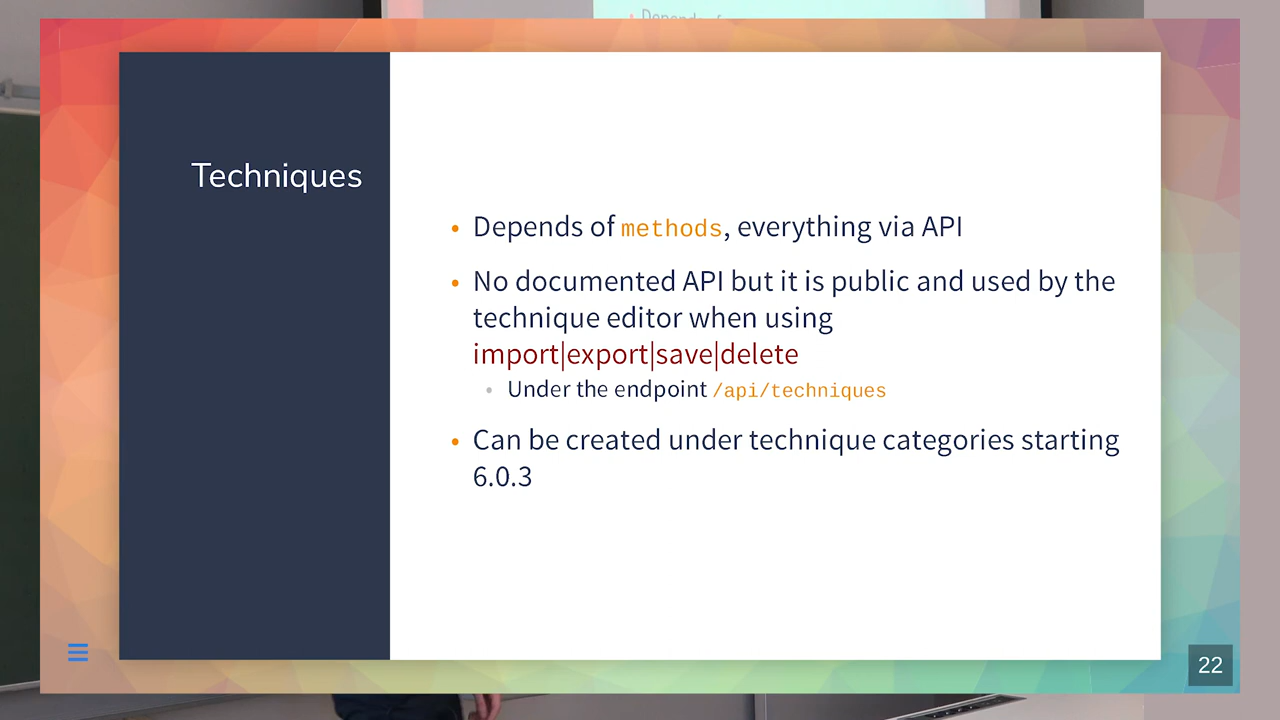 Techniques
Depends of methods, everything via API
No documented API but it is public and used by the
technique editor when using
import|export|save|delete
Under the endpoint /api/techniques
Can be created under technique categories starting
6.0.3
22